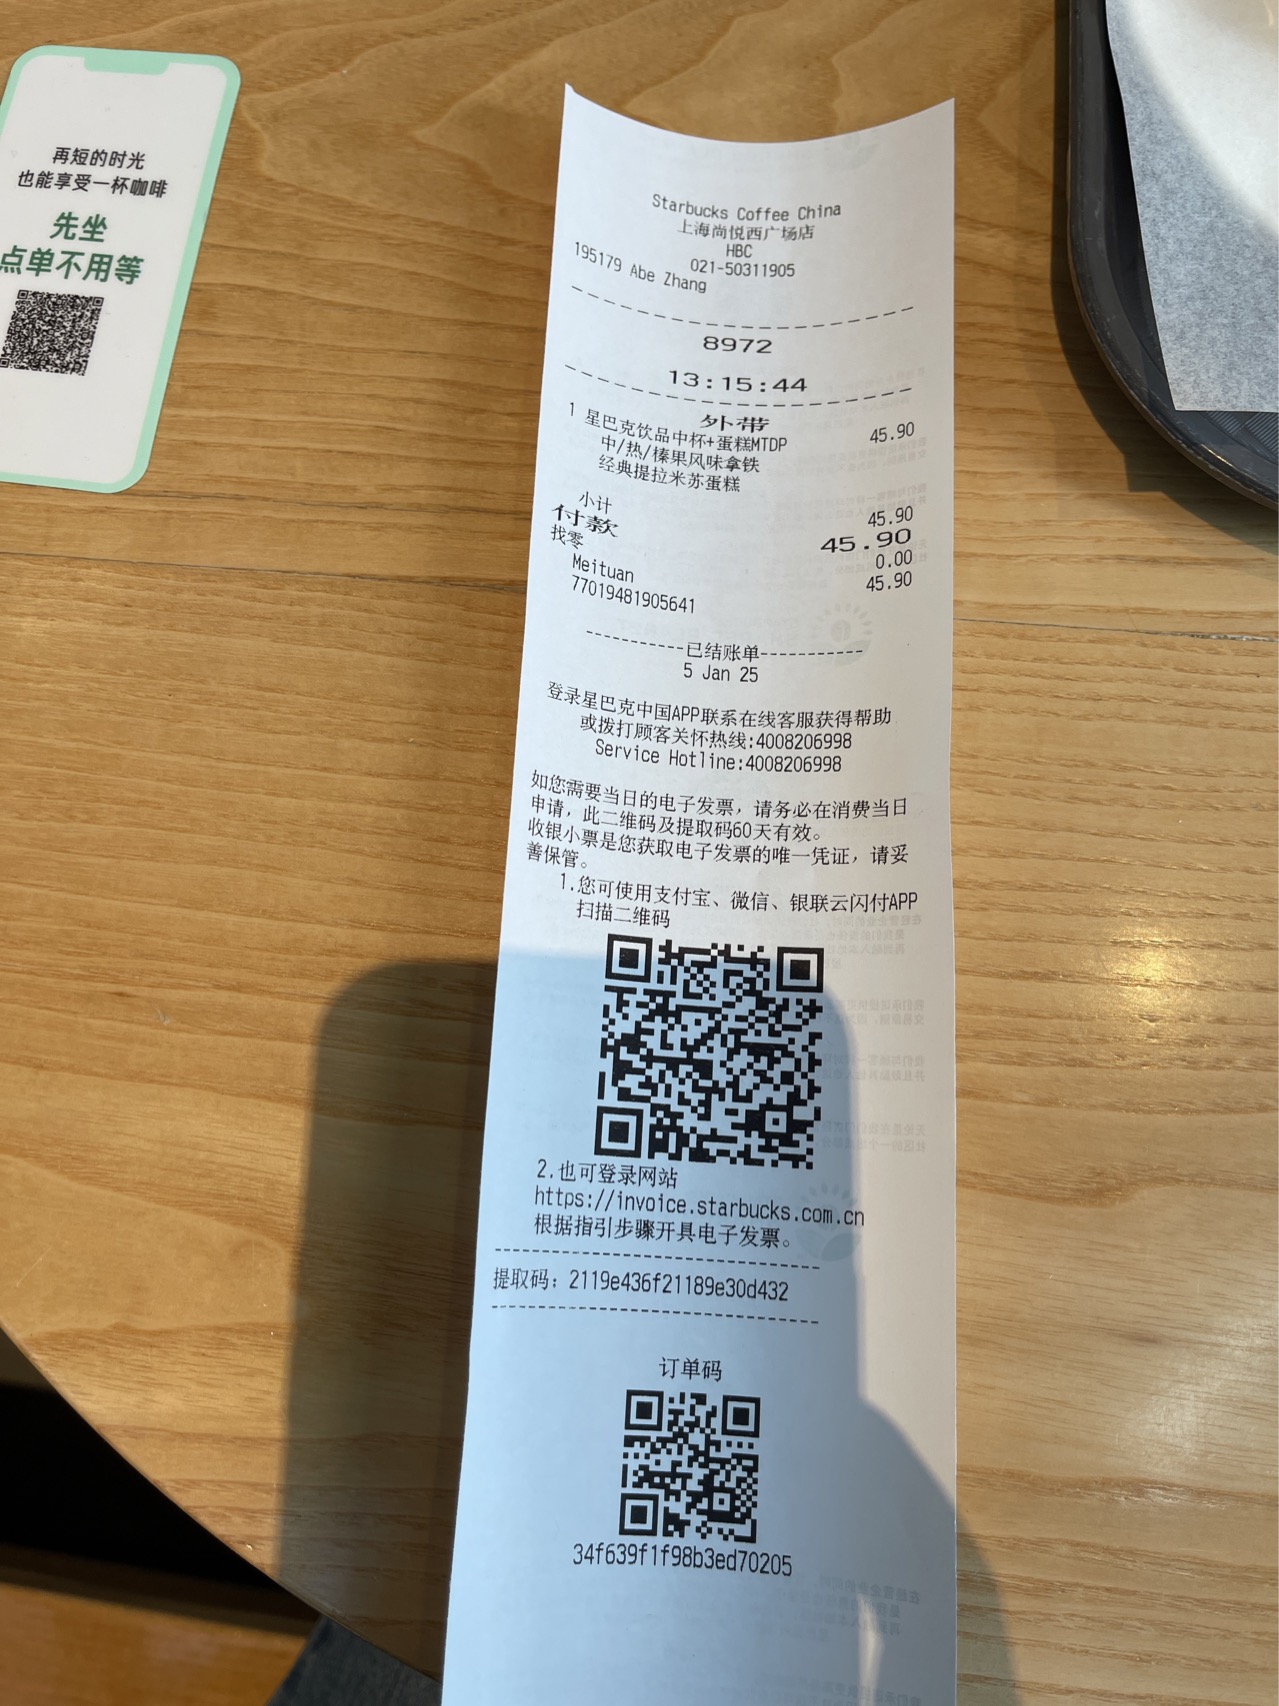 再短的时光
也能享受一杯咖啡
先坐
点单不用等
Starbucks Coffee China
上海尚悦西广场店
HBC
021-50311905
195179 Abe Zhang
8972
13:15:44
外带
1 星巴克饮品中杯+蛋糕MTDP 45.90
中/热/榛果风味拿铁
经典提拉米苏蛋糕
小计 45.90
付款 45.90
找零 0.00
Meituan 45.90
77019481905641
-----------已结账单-----------
5 Jan 25
登录星巴克中国APP联系在线客服获得帮助
或拨打顾客关怀热线:4008206998
Service Hotline:4008206998
如您需要当日的电子发票，请务必在消费当日
申请，此二维码及提取码60天有效。
收银小票是您获取电子发票的唯一凭证，请妥
善保管。
1.您可使用支付宝、微信、银联云闪付APP
扫描二维码
2.也可登录网站
https://invoice.starbucks.com.cn
根据指引步骤开具电子发票。
提取码：2119e436f21189e30d432
订单码
34f639f1f98b3ed70205